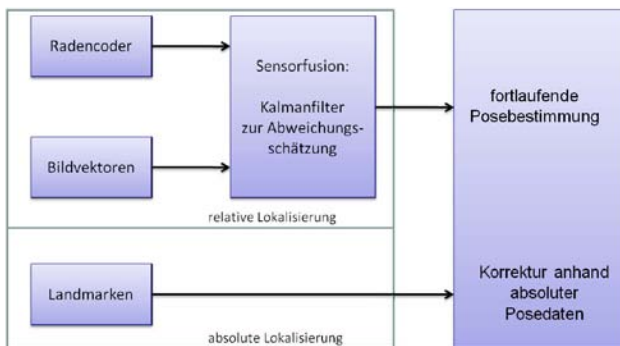 Radencoder
Sensorfusion:
Kalmanfilter
zur Abweichungs-
schätzung
Bildvektoren
relative Lokalisierung
Landmarken
absolute Lokalisierung
fortlaufende
Posebestimmung
Korrektur anhand
absoluter
Posedaten